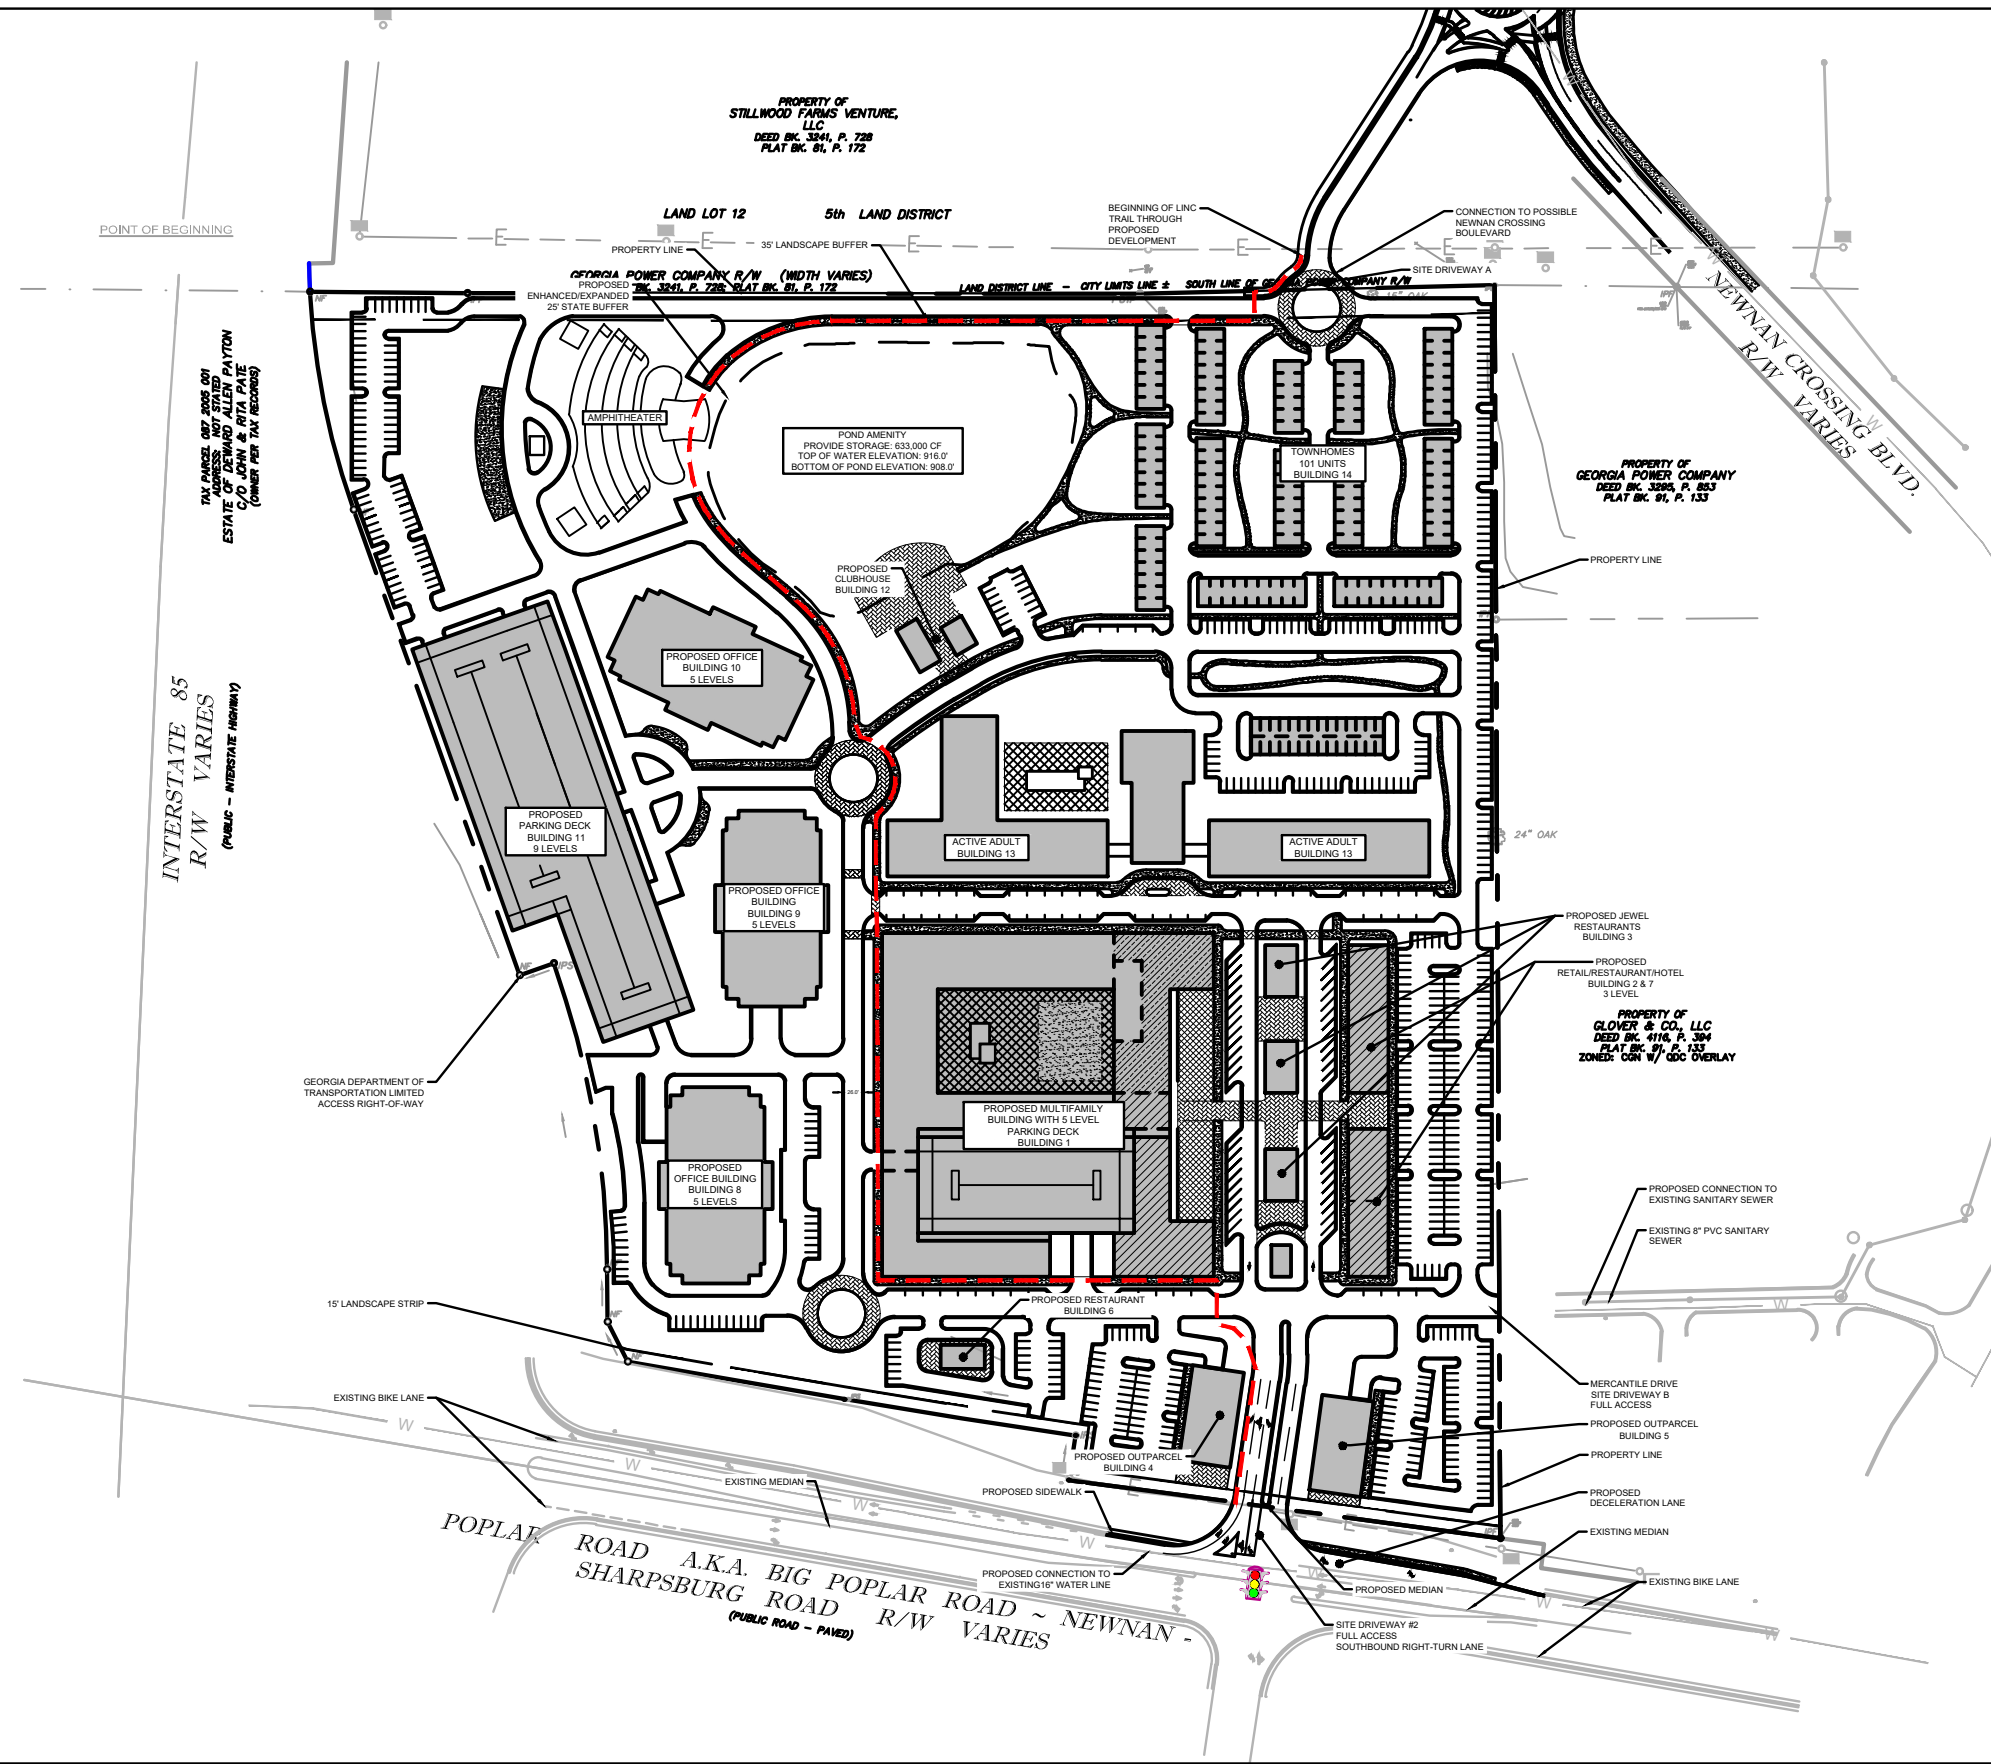 PROPERTY OF
STILLWOOD FARMS VENTURE,
LLC
DEED BK. 3241, P. 728
PLAT BK. 81, P. 172
POINT OF BEGINNING
LAND LOT 12
5th LAND DISTRICT
BEGINNING OF LINC
TRAIL THROUGH
PROPOSED
DEVELOPMENT
CONNECTION TO POSSIBLE
NEWNAN CROSSING
BOULEVARD
PROPERTY LINE
35' LANDSCAPE BUFFER
SITE DRIVEWAY A
GEORGIA POWER COMPANY R/W (WIDTH VARIES)
BK. 3241, P. 728; PLAT BK. 81, P. 172
PROPOSED
ENHANCED/EXPANDED
25' STATE BUFFER
LAND DISTRICT LINE - CITY LIMITS LINE ±
SOUTH LINE OF
COMPANY R/W
15" OAK
NEWNAN CROSSING BLVD.
R/W VARIES
TAX PARCEL 087 2005 001
ADDRESS: NOT STATED
ESTATE OF DEWARD ALLEN PAYTON
C/O JOHN & RITA PATE
(OWNER PER TAX RECORDS)
AMPHITHEATER
POND AMENITY
PROVIDE STORAGE: 633,000 CF
TOP OF WATER ELEVATION: 916.0'
BOTTOM OF POND ELEVATION: 908.0'
TOWNHOMES
101 UNITS
BUILDING 14
PROPERTY OF
GEORGIA POWER COMPANY
DEED BK. 3295, P. 853
PLAT BK. 91, P. 133
PROPERTY LINE
PROPOSED
CLUBHOUSE
BUILDING 12
PROPOSED OFFICE
BUILDING 10
5 LEVELS
INTERSTATE 85
R/W VARIES
(PUBLIC - INTERSTATE HIGHWAY)
PROPOSED
PARKING DECK
BUILDING 11
9 LEVELS
ACTIVE ADULT
BUILDING 13
ACTIVE ADULT
BUILDING 13
24" OAK
PROPOSED OFFICE
BUILDING
BUILDING 9
5 LEVELS
PROPOSED JEWEL
RESTAURANTS
BUILDING 3
PROPOSED
RETAIL/RESTAURANT/HOTEL
BUILDING 2 & 7
3 LEVEL
NF
IPS
PROPERTY OF
GLOVER & CO., LLC
DEED BK. 4116, P. 394
PLAT BK. 91, P. 133
ZONED: CGN W/ QDC OVERLAY
GEORGIA DEPARTMENT OF
TRANSPORTATION LIMITED
ACCESS RIGHT-OF-WAY
26.0'
PROPOSED MULTIFAMILY
BUILDING WITH 5 LEVEL
PARKING DECK
BUILDING 1
PROPOSED
OFFICE BUILDING
BUILDING 8
5 LEVELS
PROPOSED CONNECTION TO
EXISTING SANITARY SEWER
EXISTING 8" PVC SANITARY
SEWER
15' LANDSCAPE STRIP
PROPOSED RESTAURANT
BUILDING 6
MERCANTILE DRIVE
SITE DRIVEWAY B
FULL ACCESS
EXISTING BIKE LANE
PROPOSED OUTPARCEL
BUILDING 5
PROPOSED OUTPARCEL
BUILDING 4
PROPERTY LINE
EXISTING MEDIAN
PROPOSED SIDEWALK
PROPOSED
DECELERATION LANE
EXISTING MEDIAN
POPLAR ROAD A.K.A. BIG POPLAR ROAD ~ NEWNAN -
SHARPSBURG ROAD R/W VARIES
(PUBLIC ROAD - PAVED)
PROPOSED CONNECTION TO
EXISTING16" WATER LINE
PROPOSED MEDIAN
EXISTING BIKE LANE
SITE DRIVEWAY #2
FULL ACCESS
SOUTHBOUND RIGHT-TURN LANE